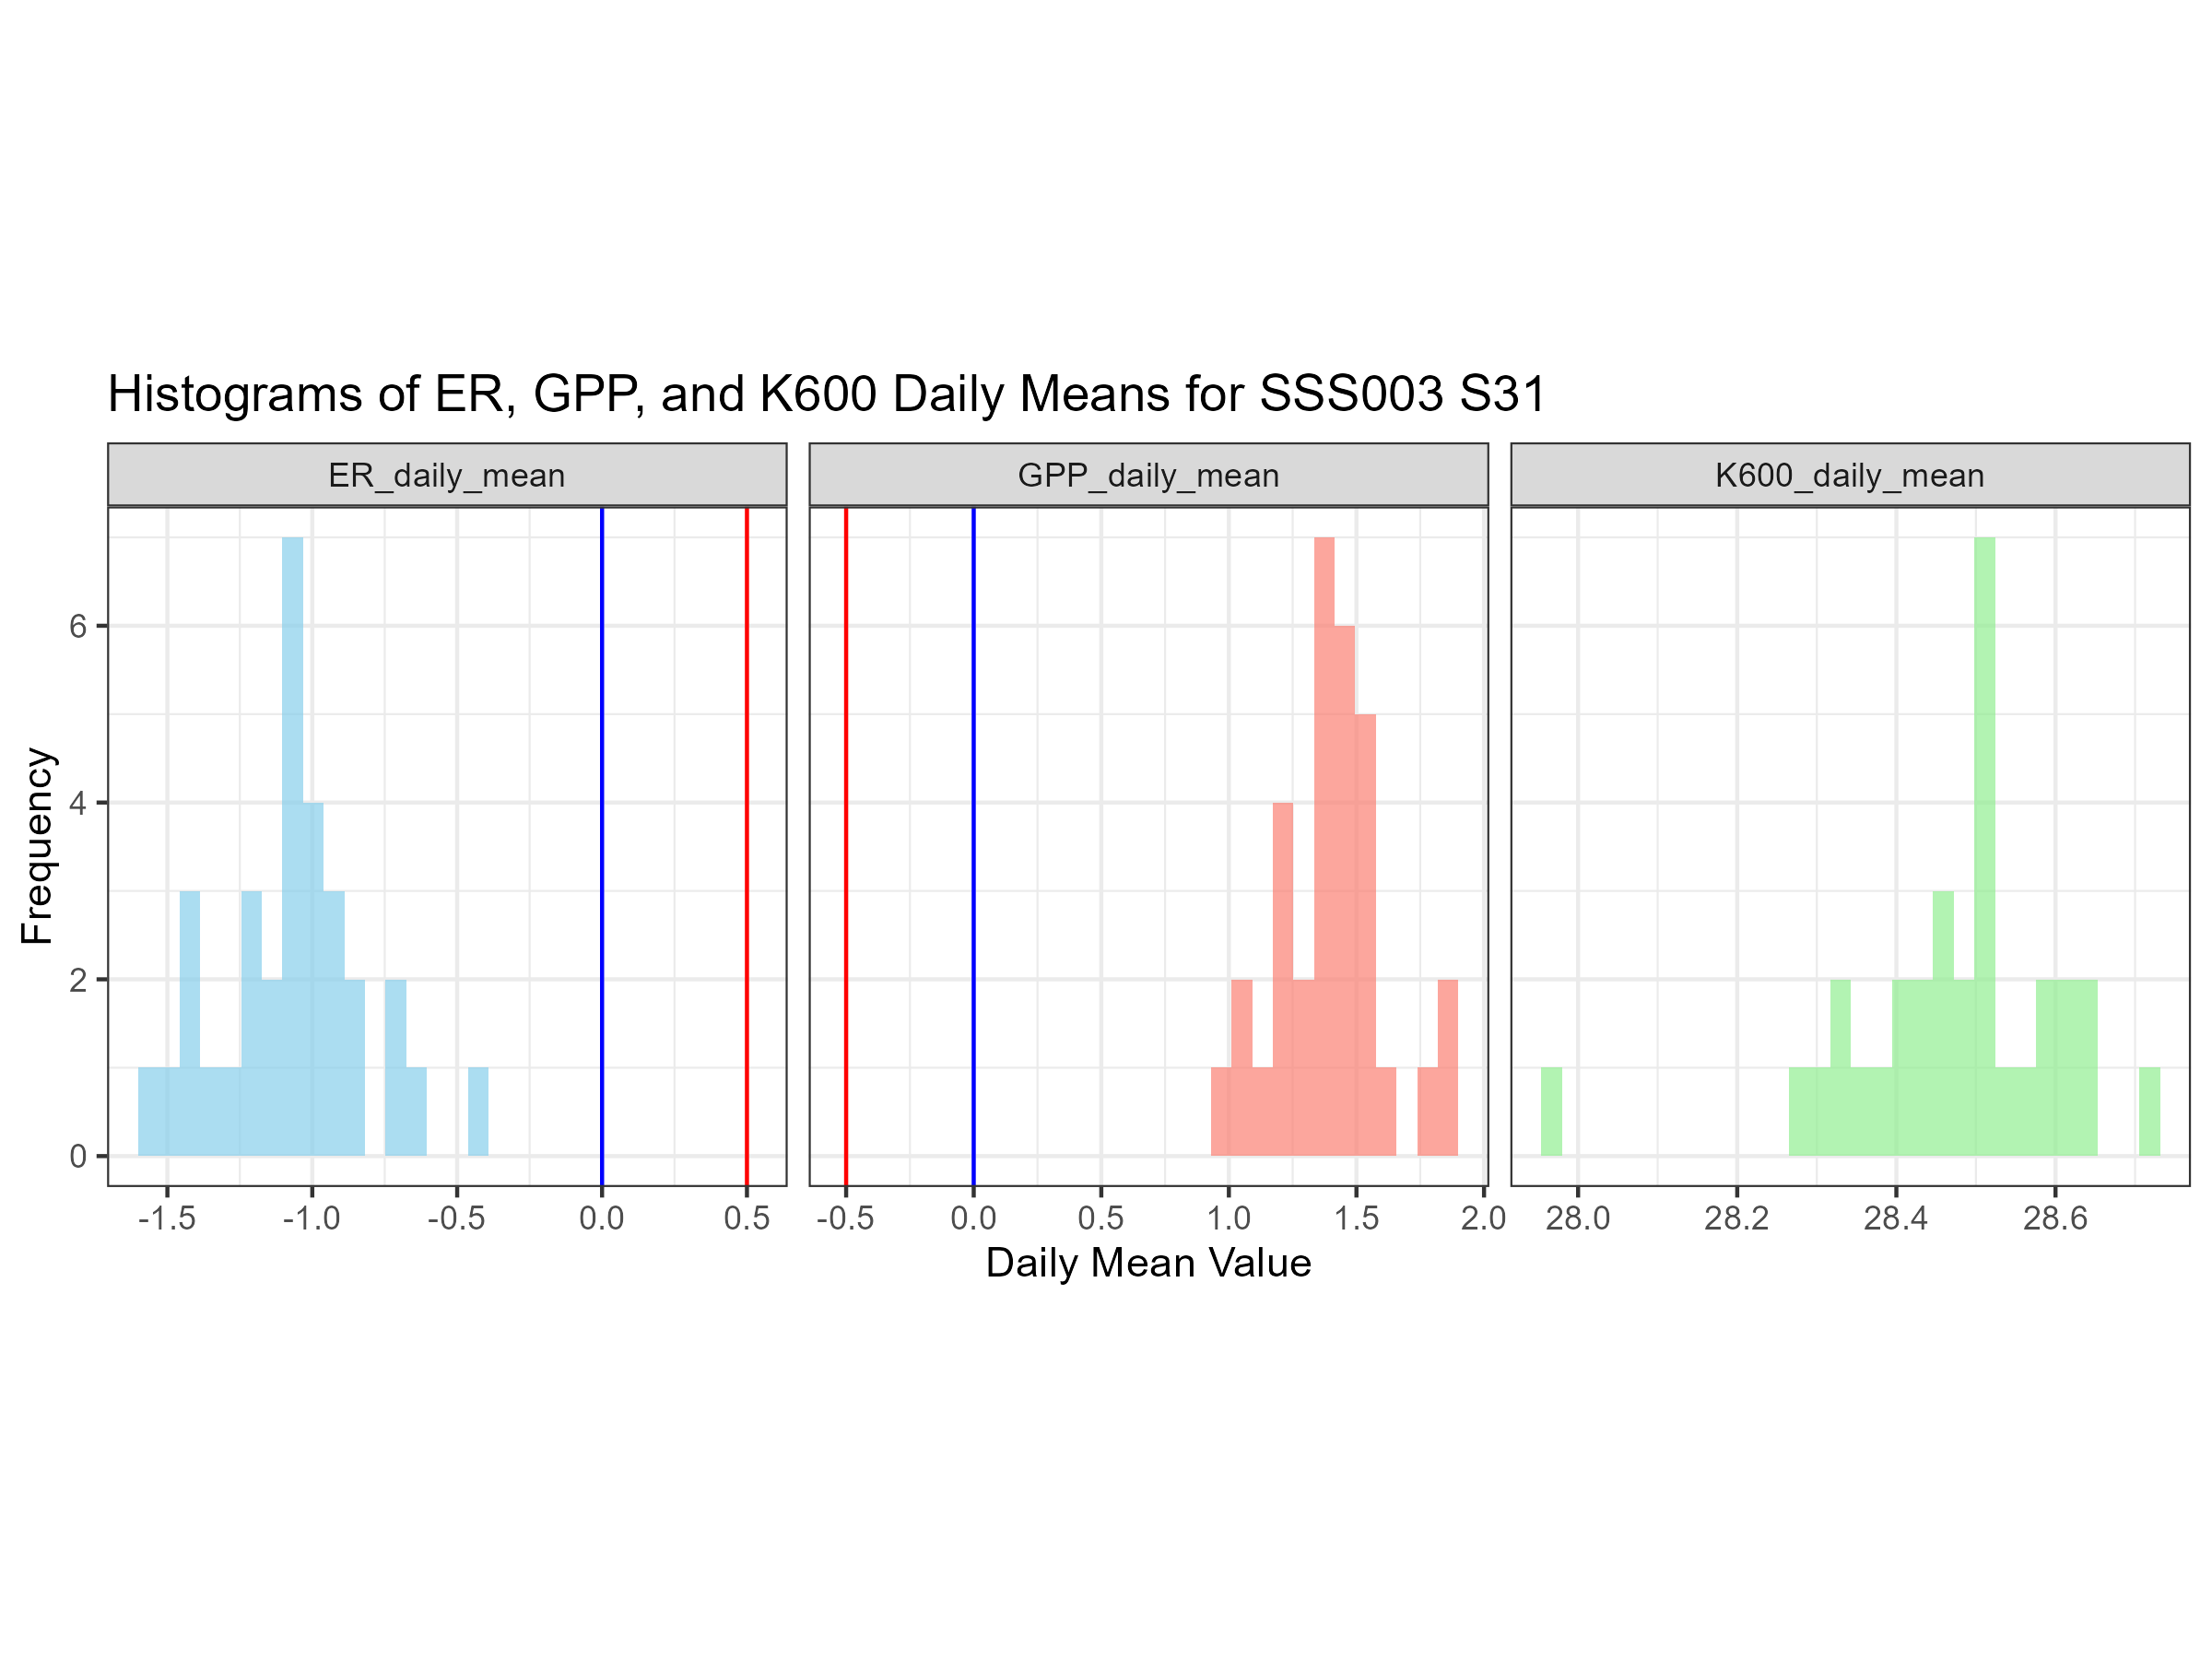 Histograms of ER, GPP, and K600 Daily Means for SSS003 S31
ER_daily_mean GPP_daily_mean K600_daily_mean
Frequency
6
4
2
0
-1.5 -1.0 -0.5 0.0 0.5 -0.5 0.0 0.5 1.0 1.5 2.0 28.0 28.2 28.4 28.6
Daily Mean Value